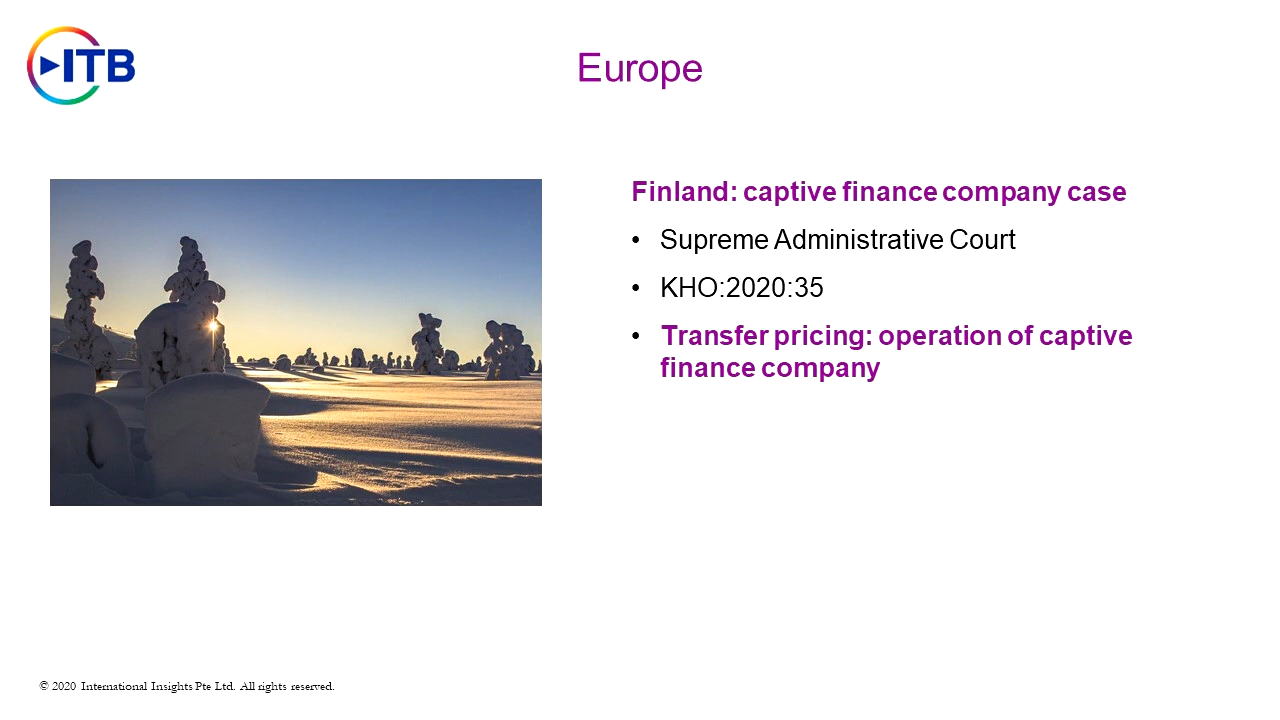 ITB
Europe
Finland: captive finance company case
• Supreme Administrative Court
• KHO:2020:35
• Transfer pricing: operation of captive
finance company
© 2020 International Insights Pte Ltd. All rights reserved.